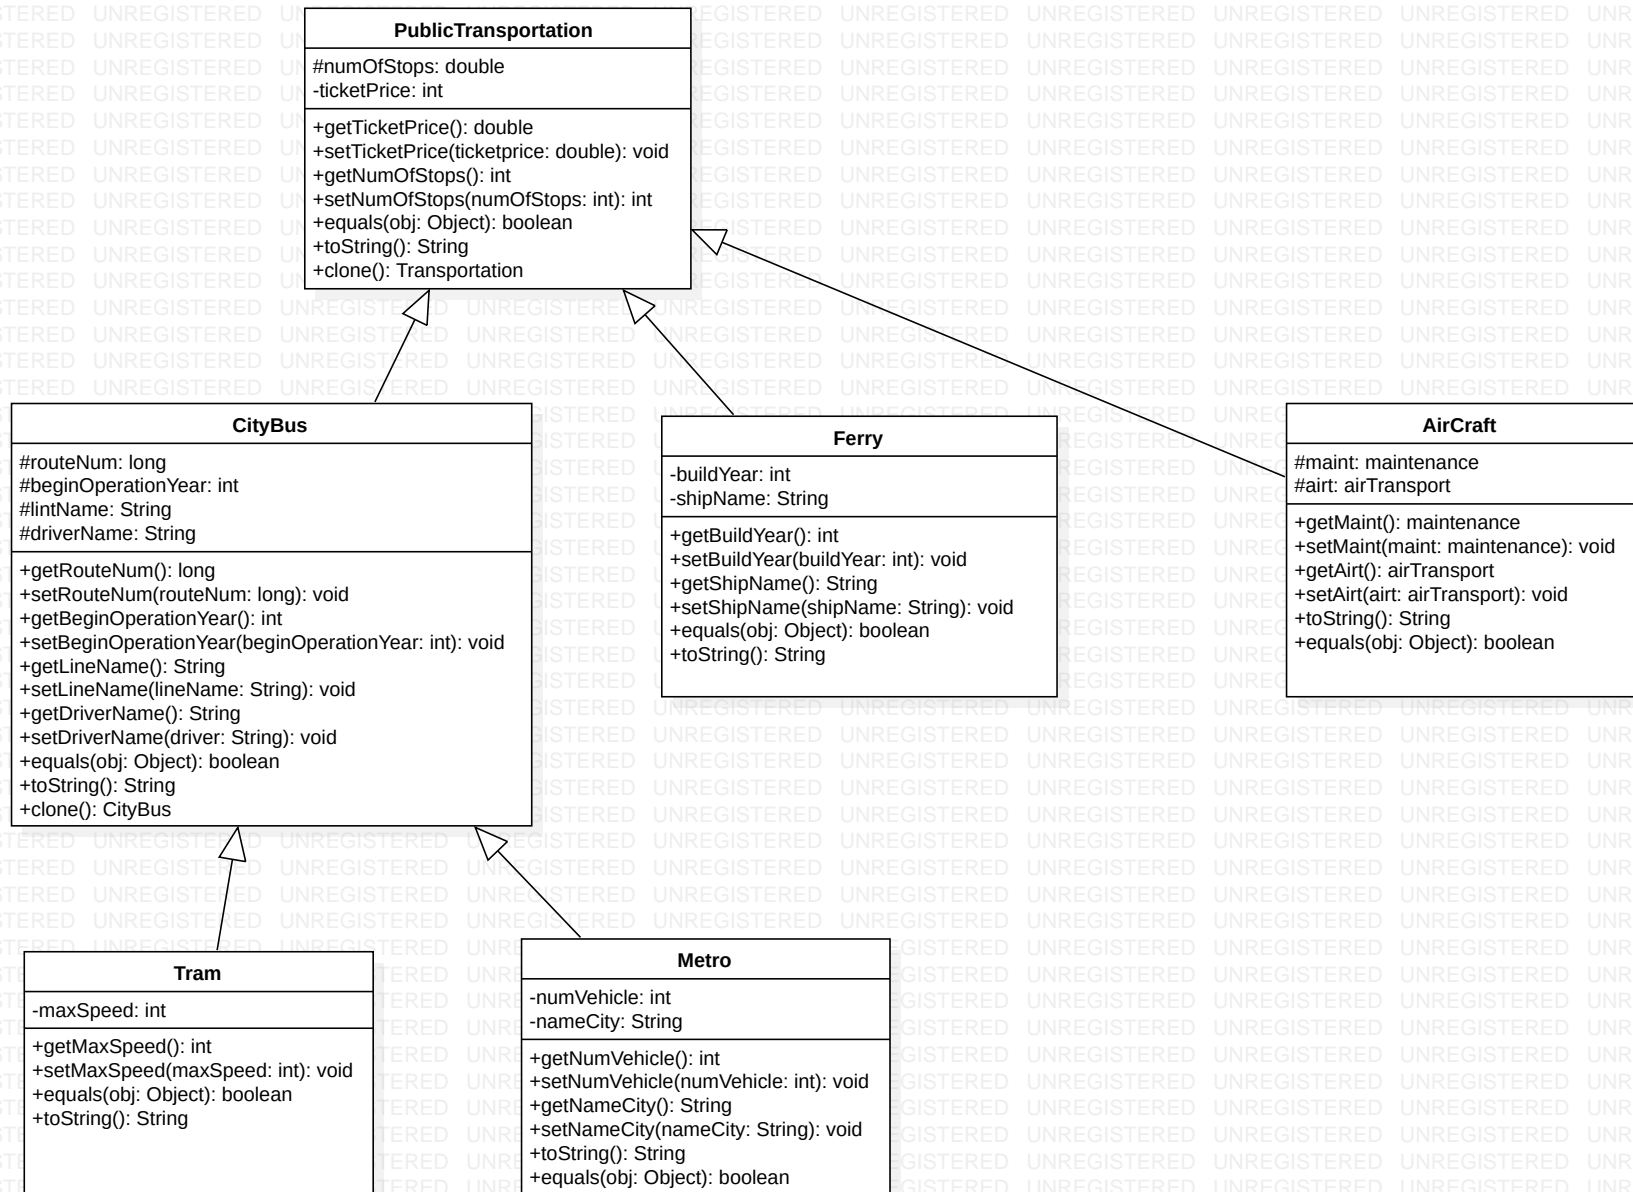 PublicTransportation
#numOfStops: double
-ticketPrice: int
+getTicketPrice(): double
+setTicketPrice(ticketprice: double): void
+getNumOfStops(): int
+setNumOfStops(numOfStops: int): int
+equals(obj: Object): boolean
+toString(): String
+clone(): Transportation
CityBus
#routeNum: long
#beginOperationYear: int
#lintName: String
#driverName: String
+getRouteNum(): long
+setRouteNum(routeNum: long): void
+getBeginOperationYear(): int
+setBeginOperationYear(beginOperationYear: int): void
+getLineName(): String
+setLineName(lineName: String): void
+getDriverName(): String
+setDriverName(driver: String): void
+equals(obj: Object): boolean
+toString(): String
+clone(): CityBus
Ferry
-buildYear: int
-shipName: String
+getBuildYear(): int
+setBuildYear(buildYear: int): void
+getShipName(): String
+setShipName(shipName: String): void
+equals(obj: Object): boolean
+toString(): String
AirCraft
#maint: maintenance
#airt: airTransport
+getMaint(): maintenance
+setMaint(maint: maintenance): void
+getAirt(): airTransport
+setAirt(airt: airTransport): void
+toString(): String
+equals(obj: Object): boolean
Tram
-maxSpeed: int
+getMaxSpeed(): int
+setMaxSpeed(maxSpeed: int): void
+equals(obj: Object): boolean
+toString(): String
Metro
-numVehicle: int
-nameCity: String
+getNumVehicle(): int
+setNumVehicle(numVehicle: int): void
+getNameCity(): String
+setNameCity(nameCity: String): void
+toString(): String
+equals(obj: Object): boolean
UNREGISTERED